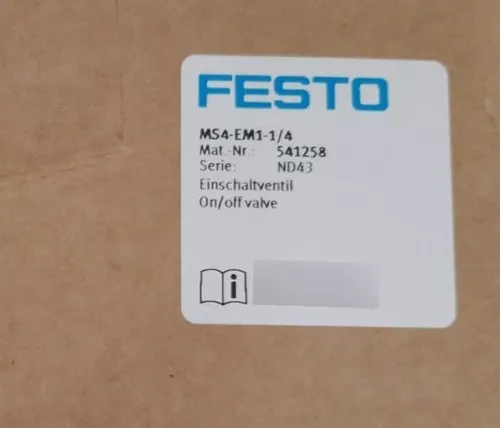 FESTO
MS4-EM1-1/4
Mat.-Nr.: 541258
Serie: ND43
Einschaltventil
On/off valve
i